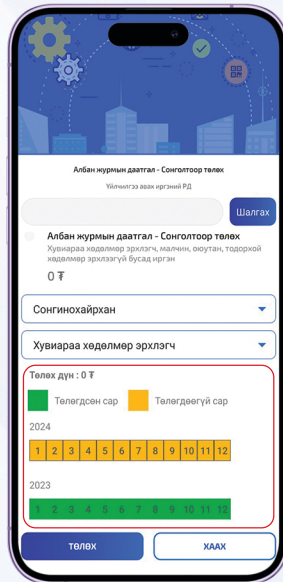 Албан журмын даатгал - Сонголтоор төлөх
Үйлчилгээ авах иргэний РД
Шалгах
Албан журмын даатгал - Сонголтоор төлөх
Хувиараа хөдөлмөр эрхлэгч, малчин, оюутан, тодорхой
хөдөлмөр эрхлээгүй бусад иргэн
0 ₮
Сонгинохайрхан
Хувиараа хөдөлмөр эрхлэгч
Төлөх дүн : 0 ₮
Төлөгдсөн сар Төлөгдөөгүй сар
2024
1 2 3 4 5 6 7 8 9 10 11 12
2023
1 2 3 4 5 6 7 8 9 10 11 12
ТӨЛӨХ ХААХ